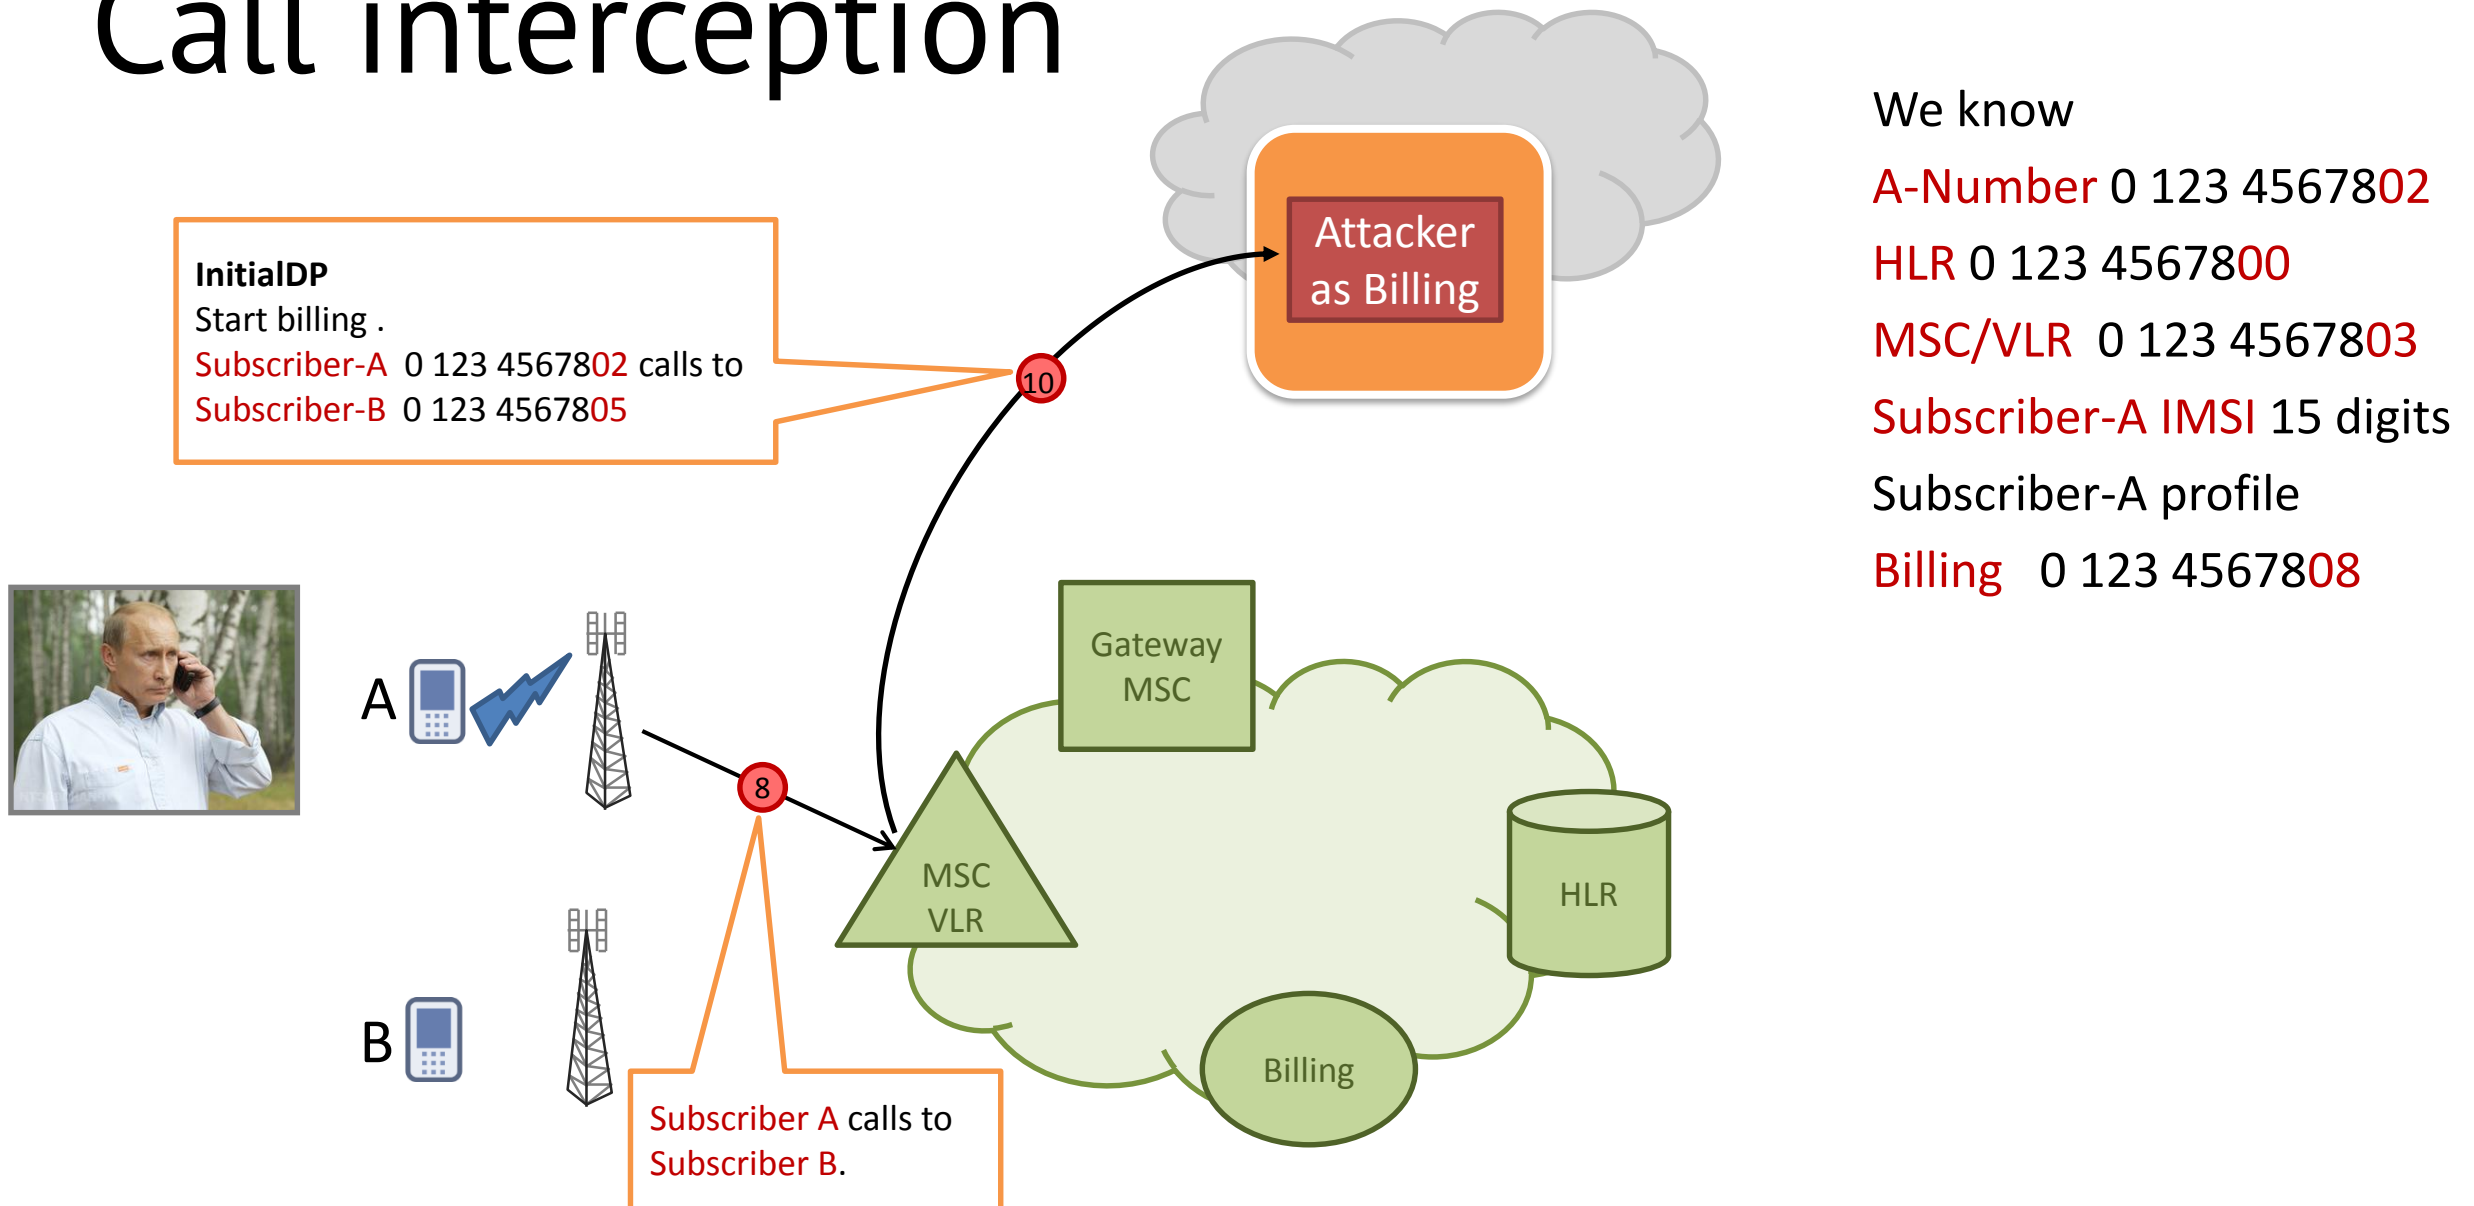 Call interception
Attacker
as Billing
InitialDP
Start billing .
Subscriber-A 0 123 4567802 calls to
Subscriber-B 0 123 4567805
10
We know
A-Number 0 123 4567802
HLR 0 123 4567800
MSC/VLR 0 123 4567803
Subscriber-A IMSI 15 digits
Subscriber-A profile
Billing 0 123 4567808
Gateway
MSC
A
8
MSC
VLR
HLR
B
Billing
Subscriber A calls to
Subscriber B.